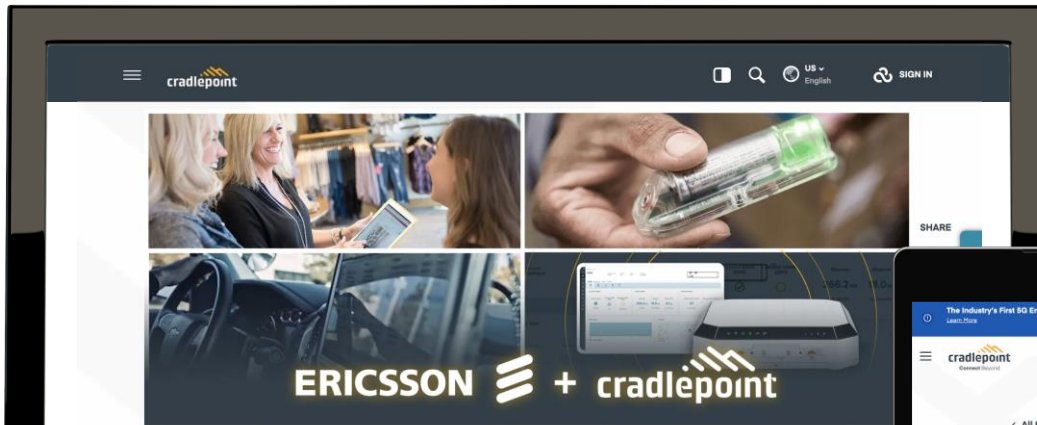 cradlepoint
US
English
SIGN IN
SHARE
ERICSSON + cradlepoint
The Industry's First 5G En
Learn More
cradlepoint
Connect Beyond